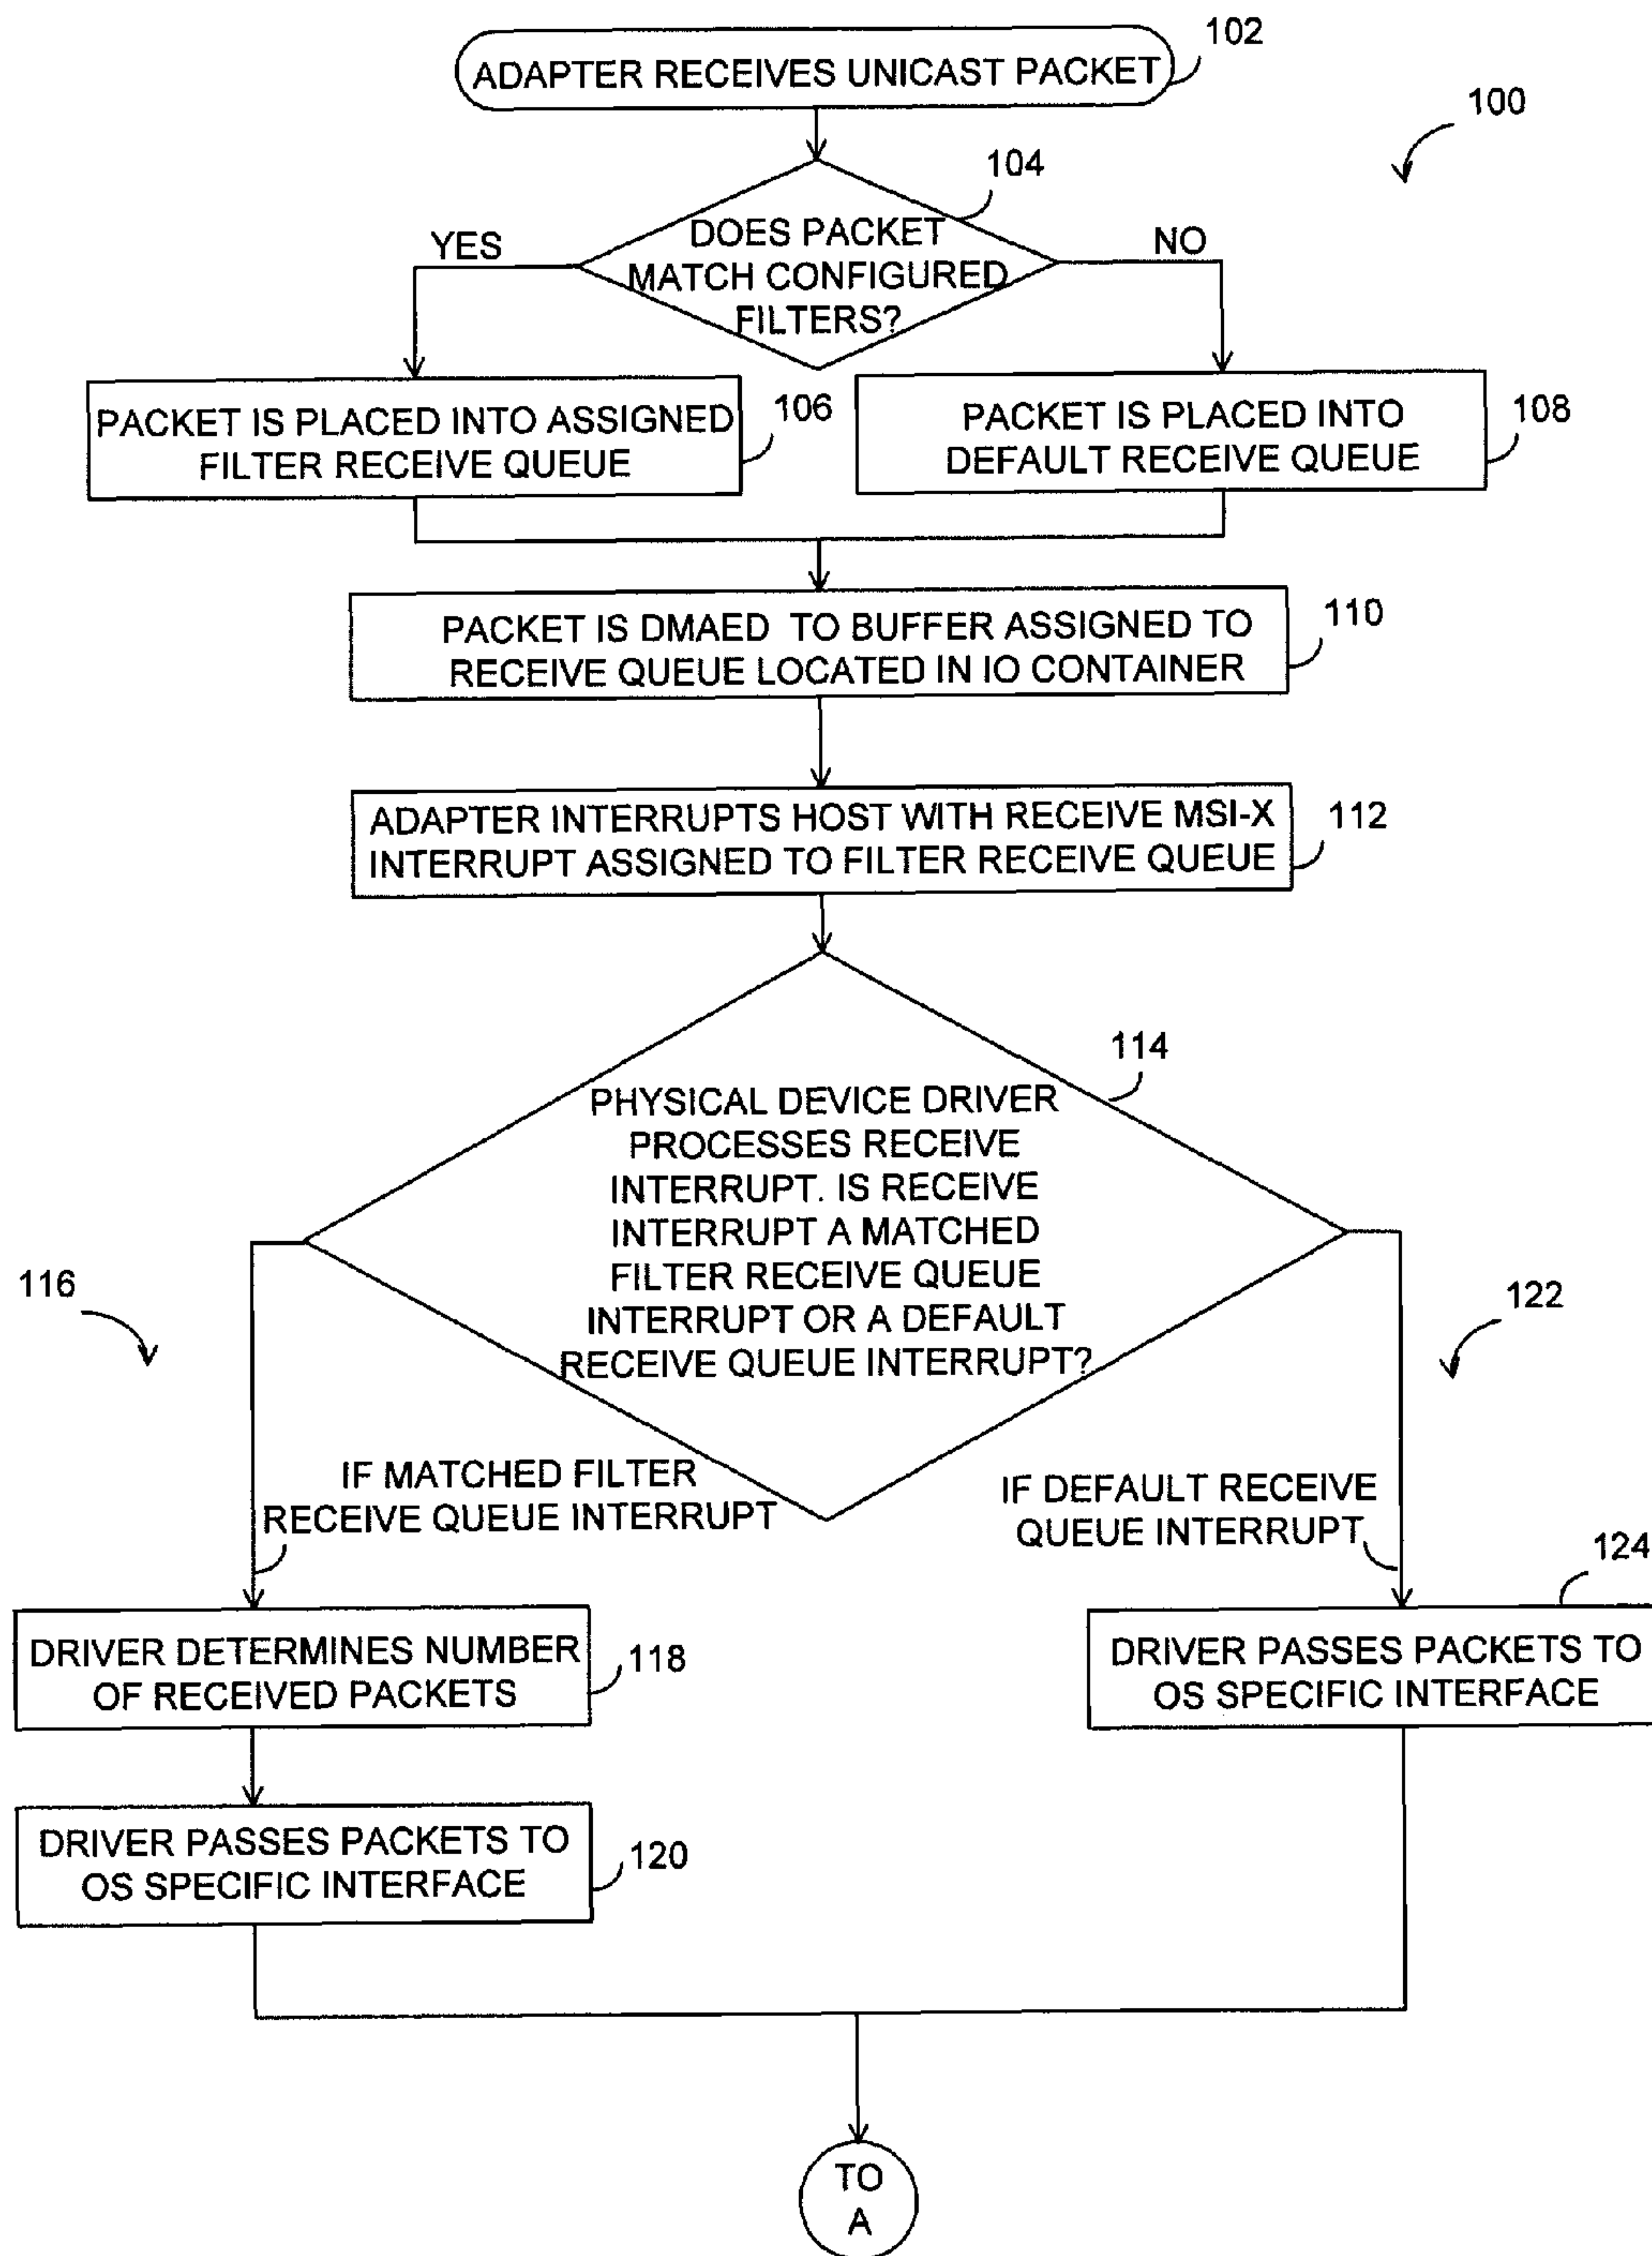 ADAPTER RECEIVES UNICAST PACKET
102
100
104
DOES PACKET
MATCH CONFIGURED
FILTERS?
YES
NO
PACKET IS PLACED INTO ASSIGNED
FILTER RECEIVE QUEUE
106
PACKET IS PLACED INTO
DEFAULT RECEIVE QUEUE
108
PACKET IS DMAED TO BUFFER ASSIGNED TO
RECEIVE QUEUE LOCATED IN IO CONTAINER
110
ADAPTER INTERRUPTS HOST WITH RECEIVE MSI-X
INTERRUPT ASSIGNED TO FILTER RECEIVE QUEUE
112
114
PHYSICAL DEVICE DRIVER
PROCESSES RECEIVE
INTERRUPT. IS RECEIVE
INTERRUPT A MATCHED
FILTER RECEIVE QUEUE
INTERRUPT OR A DEFAULT
RECEIVE QUEUE INTERRUPT?
116
122
IF MATCHED FILTER
RECEIVE QUEUE INTERRUPT
IF DEFAULT RECEIVE
QUEUE INTERRUPT
124
DRIVER DETERMINES NUMBER
OF RECEIVED PACKETS
118
DRIVER PASSES PACKETS TO
OS SPECIFIC INTERFACE
DRIVER PASSES PACKETS TO
OS SPECIFIC INTERFACE
120
TO
A